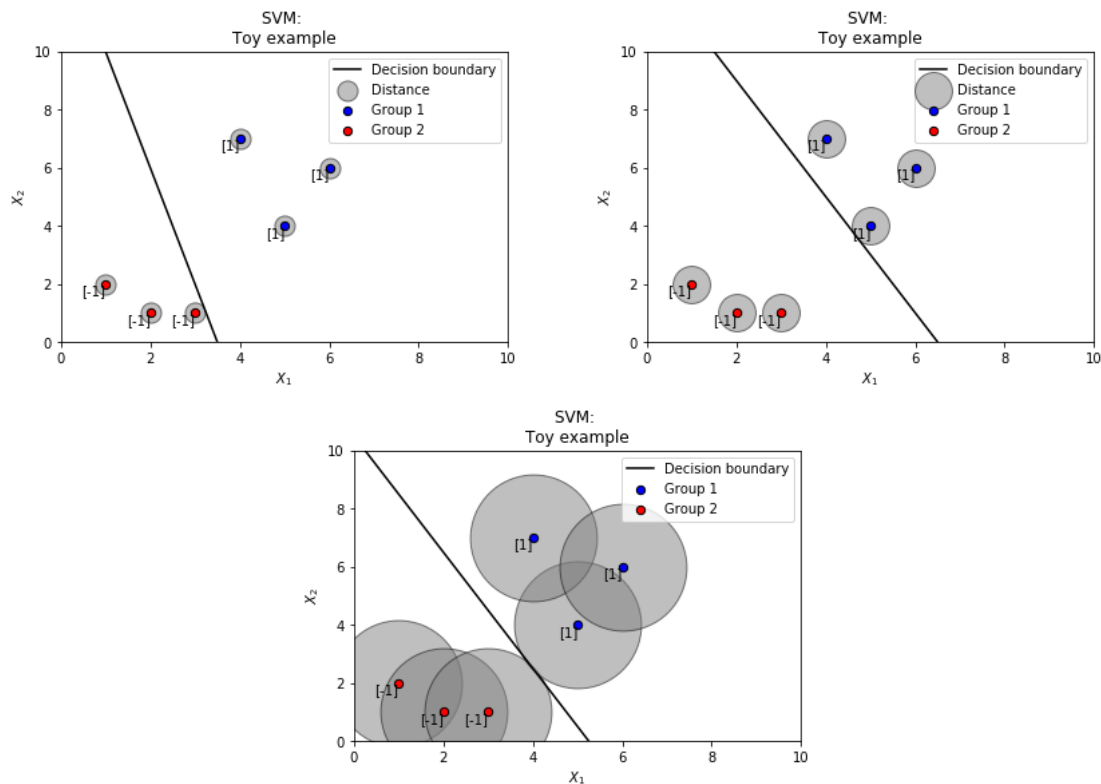 SVM:
Toy example
10
8
6
4
2
0
X₂
Decision boundary
Distance
Group 1
Group 2
[1]
[1]
[1]
[-1]
[-1]
[-1]
0
2
4
6
8
10
X₁
SVM:
Toy example
10
8
6
4
2
0
X₂
Decision boundary
Distance
Group 1
Group 2
[1]
[1]
[1]
[-1]
[-1]
[-1]
0
2
4
6
8
10
X₁
SVM:
Toy example
10
8
6
4
2
0
X₂
Decision boundary
Group 1
Group 2
[1]
[1]
[1]
[-1]
[-1]
[-1]
0
2
4
6
8
10
X₁